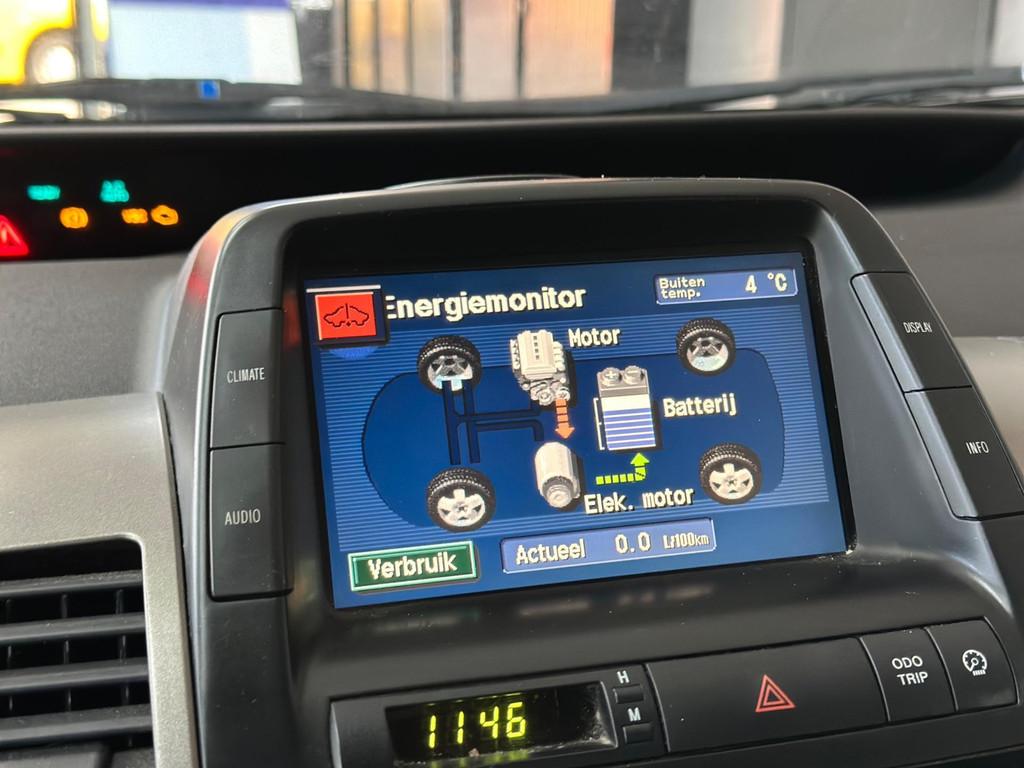 Energiemonitor
Buiten temp. 4 °C
Motor
Batterij
Elek. motor
Verbruik
Actueel 0.0 L/100km
CLIMATE
AUDIO
DISPLAY
INFO
1146
H
M
ODO
TRIP